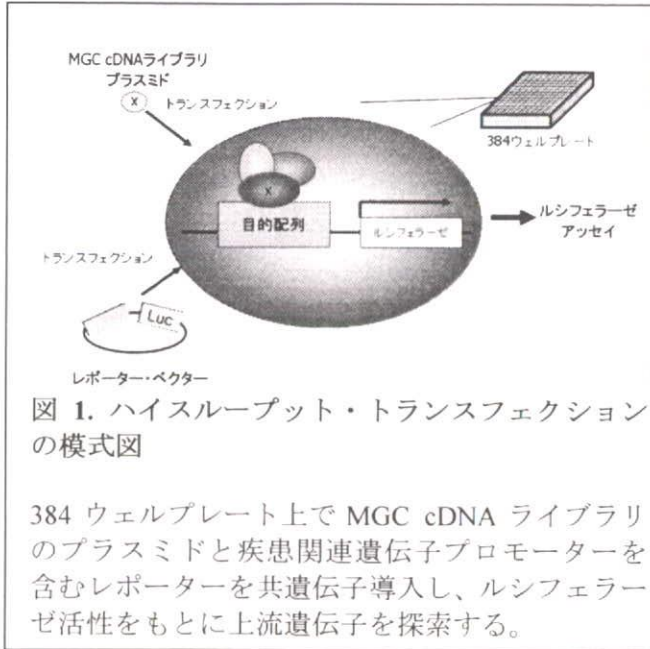 MGC cDNAライブラリ
プラスミド
X
トランスフェクション
384ウェルプレート
X
目的配列
ルシフェラーゼ
ルシフェラーゼ
アッセイ
トランスフェクション
Luc
レポーター・ベクター
図 1. ハイスループット・トランスフェクション
の模式図
384 ウェルプレート上で MGC cDNA ライブラリ
のプラスミドと疾患関連遺伝子プロモーターを
含むレポーターを共遺伝子導入し、ルシフェラー
ゼ活性をもとに上流遺伝子を探索する。